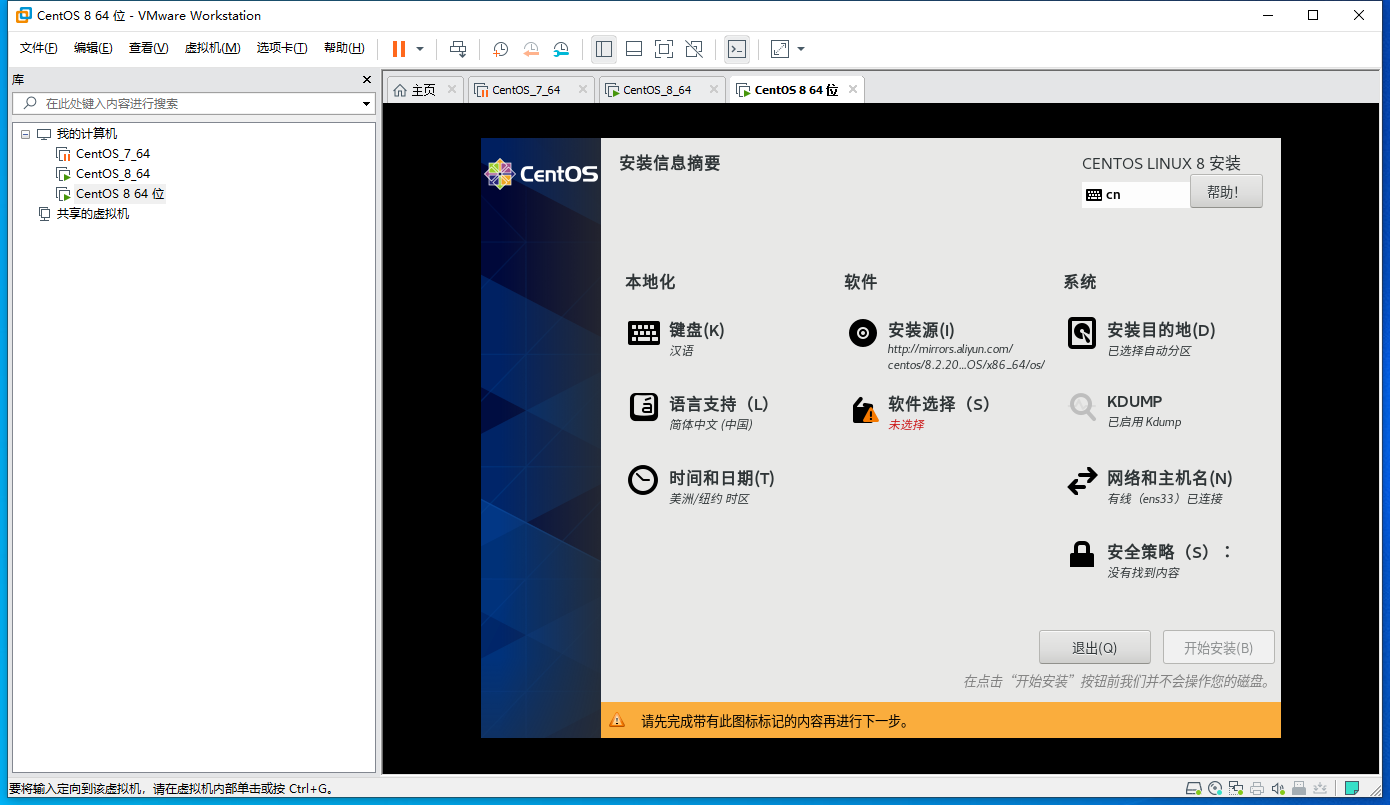 CentOS 8 64 位 - VMware Workstation
文件(F) 编辑(E) 查看(V) 虚拟机(M) 选项卡(T) 帮助(H)
库
在此处键入内容进行搜索
我的计算机
CentOS_7_64
CentOS_8_64
CentOS 8 64 位
共享的虚拟机
主页 CentOS_7_64 CentOS_8_64 CentOS 8 64 位
CentOS
安装信息摘要
CENTOS LINUX 8 安装
cn
帮助!
本地化
键盘(K)
汉语
语言支持（L）
简体中文 (中国)
时间和日期(T)
美洲/纽约 时区
软件
安装源(I)
http://mirrors.aliyun.com/
centos/8.2.20...OS/x86_64/os/
软件选择（S）
未选择
系统
安装目的地(D)
已选择自动分区
KDUMP
已启用 Kdump
网络和主机名(N)
有线（ens33）已连接
安全策略（S）：
没有找到内容
退出(Q)
开始安装(B)
在点击“开始安装”按钮前我们并不会操作您的磁盘。
请先完成带有此图标标记的内容再进行下一步。
要将输入定向到该虚拟机，请在虚拟机内部单击或按 Ctrl+G。